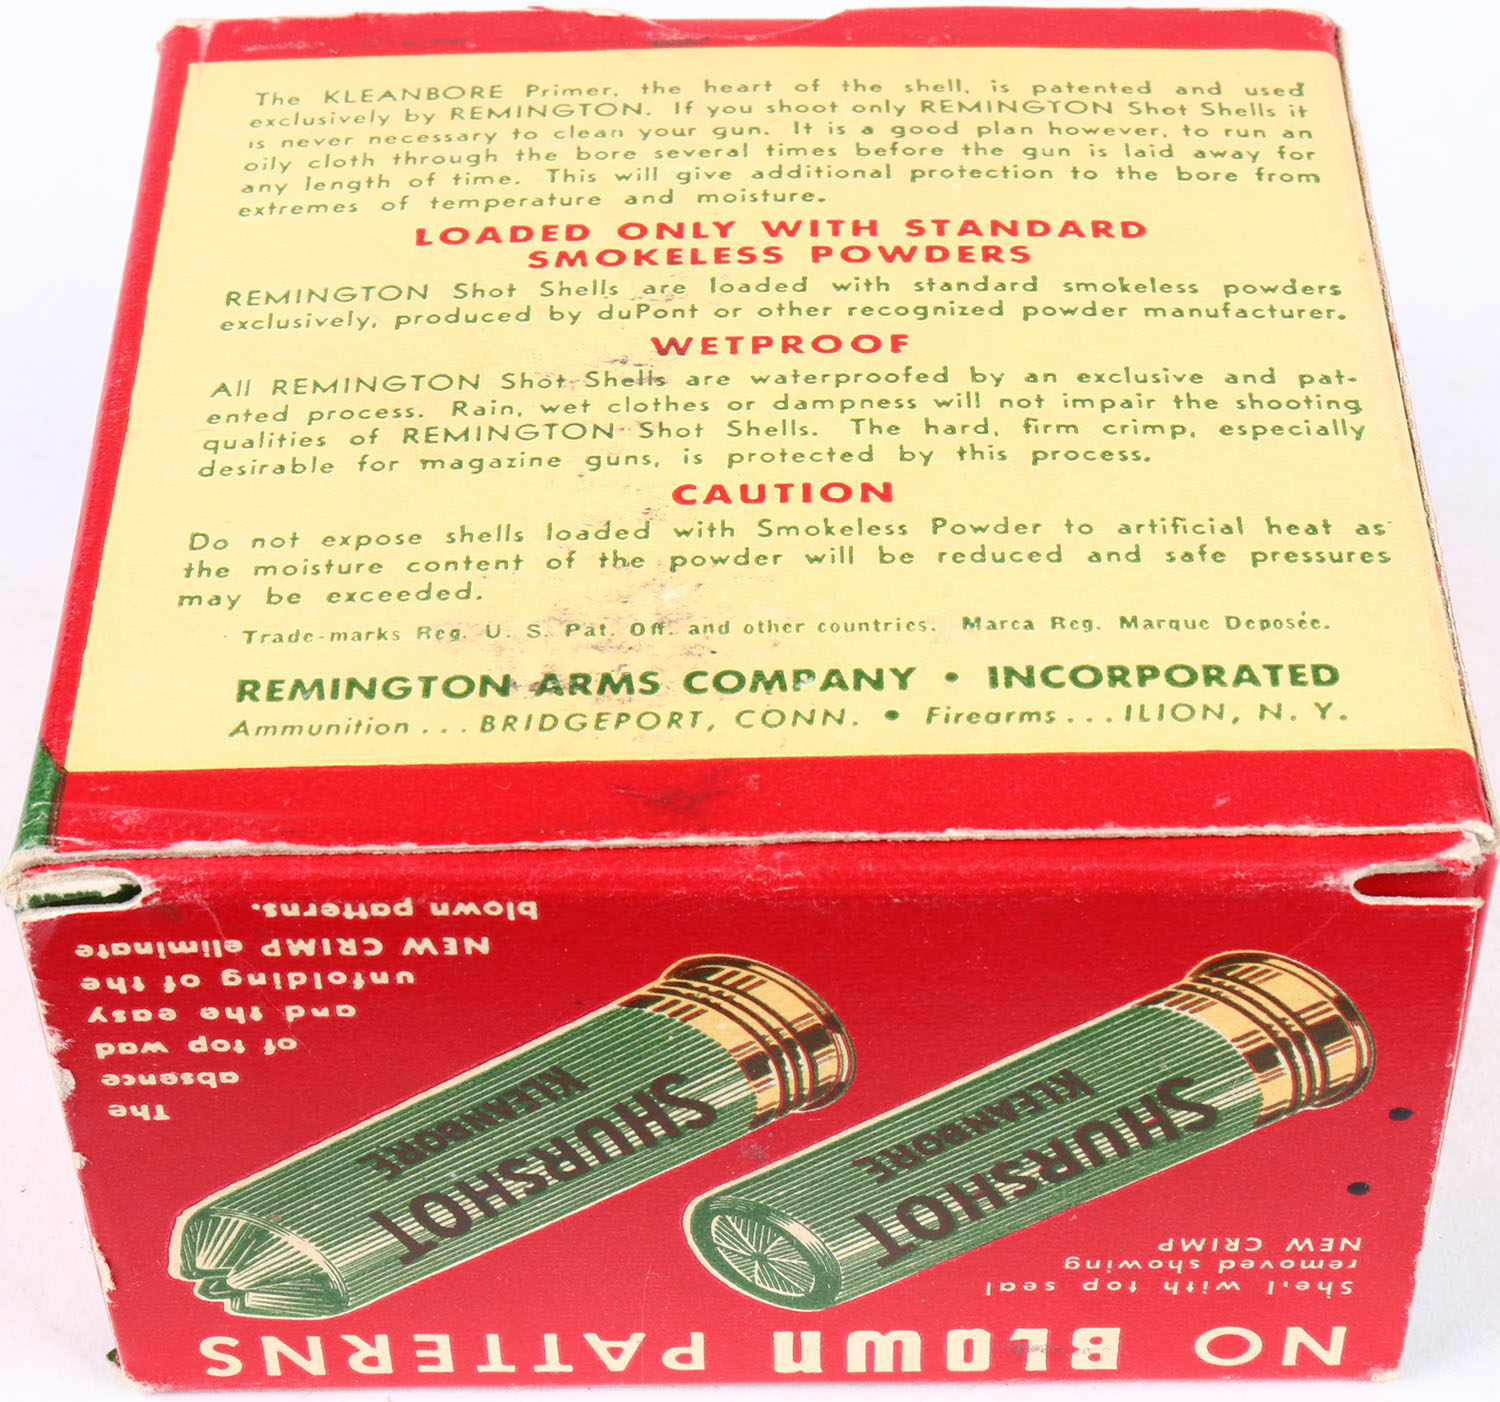 The KLEANBORE Primer, the heart of the shell, is patented and used
exclusively by REMINGTON. If you shoot only REMINGTON Shot Shells it
is never necessary to clean your gun. It is a good plan however, to run an
oily cloth through the bore several times before the gun is laid away for
any length of time. This will give additional protection to the bore from
extremes of temperature and moisture.
LOADED ONLY WITH STANDARD
SMOKELESS POWDERS
REMINGTON Shot Shells are loaded with standard smokeless powders
exclusively, produced by duPont or other recognized powder manufacturer.
WETPROOF
All REMINGTON Shot Shells are waterproofed by an exclusive and pat-
ented process. Rain, wet clothes or dampness will not impair the shooting
qualities of REMINGTON Shot Shells. The hard, firm crimp, especially
desirable for magazine guns, is protected by this process.
CAUTION
Do not expose shells loaded with Smokeless Powder to artificial heat as
the moisture content of the powder will be reduced and safe pressures
may be exceeded.
Trade-marks Reg. U. S. Pat. Off. and other countries. Marca Reg. Marque Deposée.
REMINGTON ARMS COMPANY • INCORPORATED
Ammunition . . . BRIDGEPORT, CONN. • Firearms . . . ILION, N. Y.
NO BLOWN PATTERNS
Shell with top seal
removed showing
NEW CRIMP
SHURSHOT
KLEANBORE
SHURSHOT
KLEANBORE
The
absence
of top wad
and the easy
unfolding of the
NEW CRIMP eliminate
blown patterns.